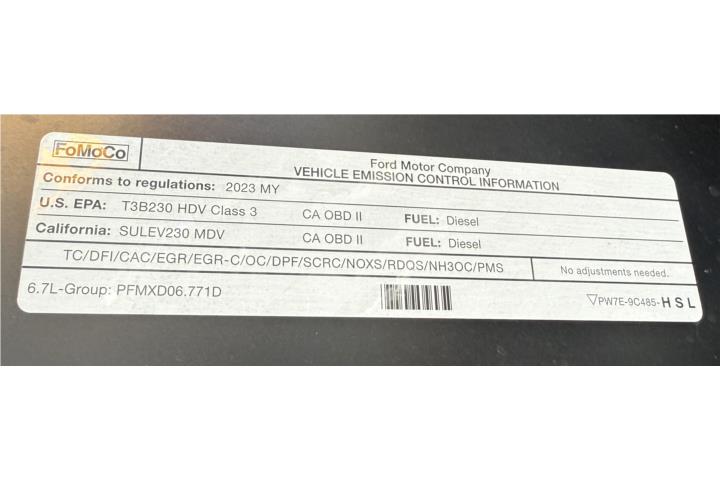 FoMoCo
Ford Motor Company
VEHICLE EMISSION CONTROL INFORMATION
Conforms to regulations: 2023 MY
U.S. EPA: T3B230 HDV Class 3 CA OBD II FUEL: Diesel
California: SULEV230 MDV CA OBD II FUEL: Diesel
TC/DFI/CAC/EGR/EGR-C/OC/DPF/SCRC/NOXS/RDQS/NH3OC/PMS No adjustments needed.
6.7L-Group: PFMXD06.771D ▽PW7E-9C485-HSL